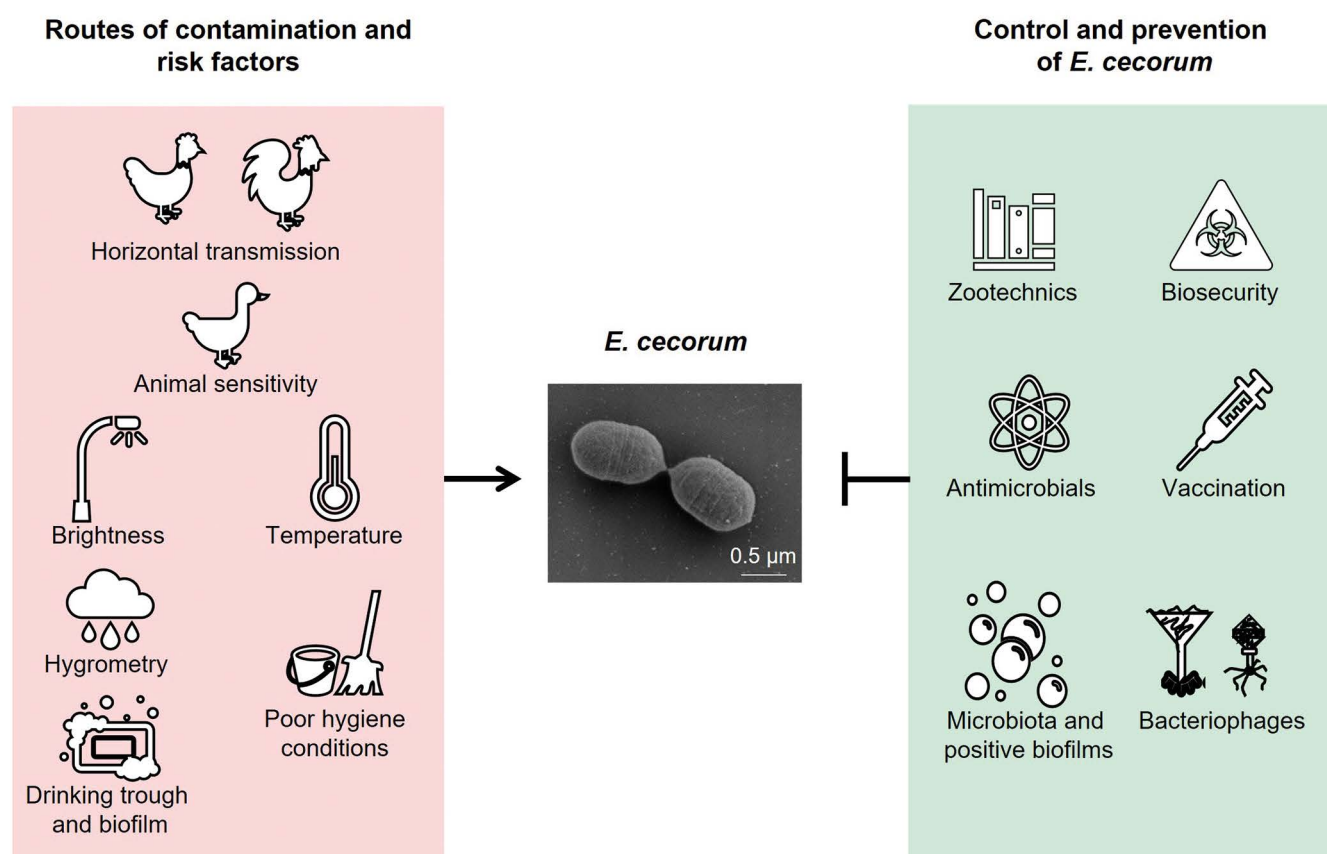 Routes of contamination and
risk factors
Horizontal transmission
Animal sensitivity
Brightness
Temperature
Hygrometry
Poor hygiene
conditions
Drinking trough
and biofilm
E. cecorum
0.5 µm
Control and prevention
of E. cecorum
Zootechnics
Biosecurity
Antimicrobials
Vaccination
Microbiota and
positive biofilms
Bacteriophages